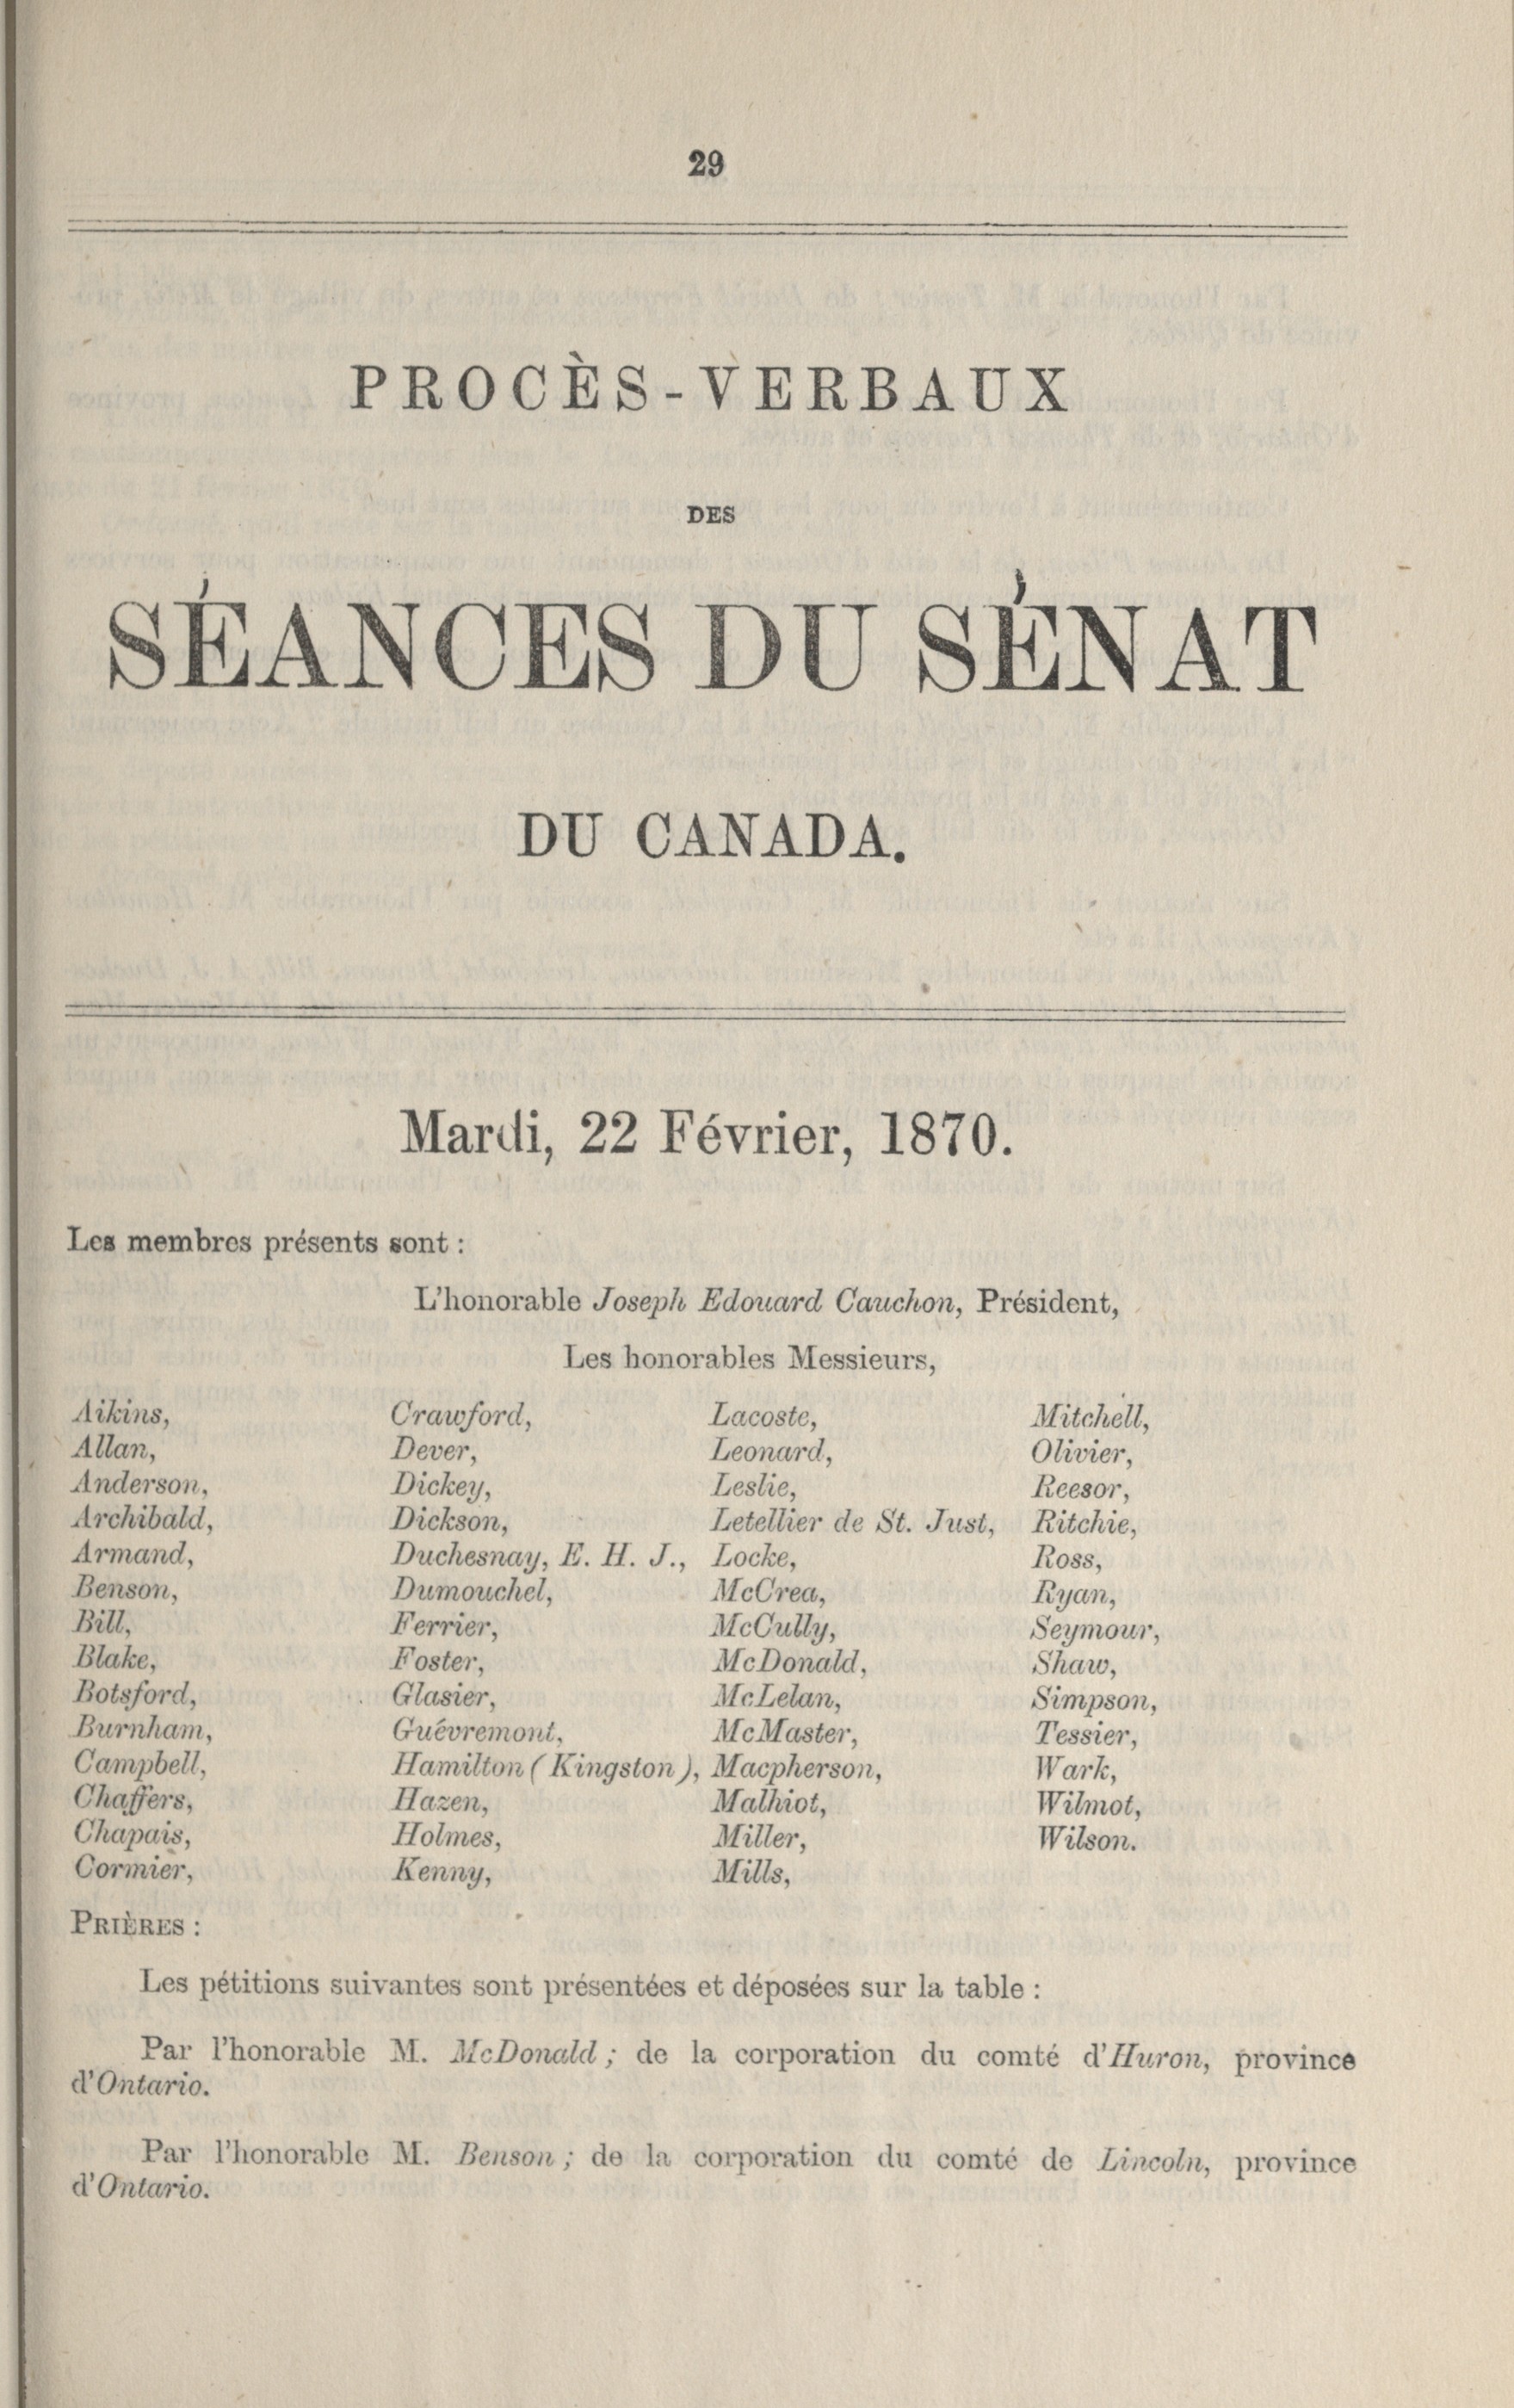 29
PROCÈS-VERBAUX
DES
SÉANCES DU SÉNAT
DU CANADA.
Mardi, 22 Février, 1870.
Les membres présents sont :
L'honorable Joseph Edouard Cauchon, Président,
Les honorables Messieurs,
Aikins, Crawford, Lacoste, Mitchell,
Allan, Dever, Leonard, Olivier,
Anderson, Dickey, Leslie, Reesor,
Archibald, Dickson, Letellier de St. Just, Ritchie,
Armand, Duchesnay, E. H. J., Locke, Ross,
Benson, Dumouchel, McCrea, Ryan,
Bill, Ferrier, McCully, Seymour,
Blake, Foster, McDonald, Shaw,
Botsford, Glasier, McLelan, Simpson,
Burnham, Guévremont, McMaster, Tessier,
Campbell, Hamilton (Kingston), Macpherson, Wark,
Chaffers, Hazen, Malhiot, Wilmot,
Chapais, Holmes, Miller, Wilson.
Cormier, Kenny, Mills,
PRIÈRES :
Les pétitions suivantes sont présentées et déposées sur la table :
Par l'honorable M. McDonald ; de la corporation du comté d'Huron, province
d'Ontario.
Par l'honorable M. Benson ; de la corporation du comté de Lincoln, province
d'Ontario.